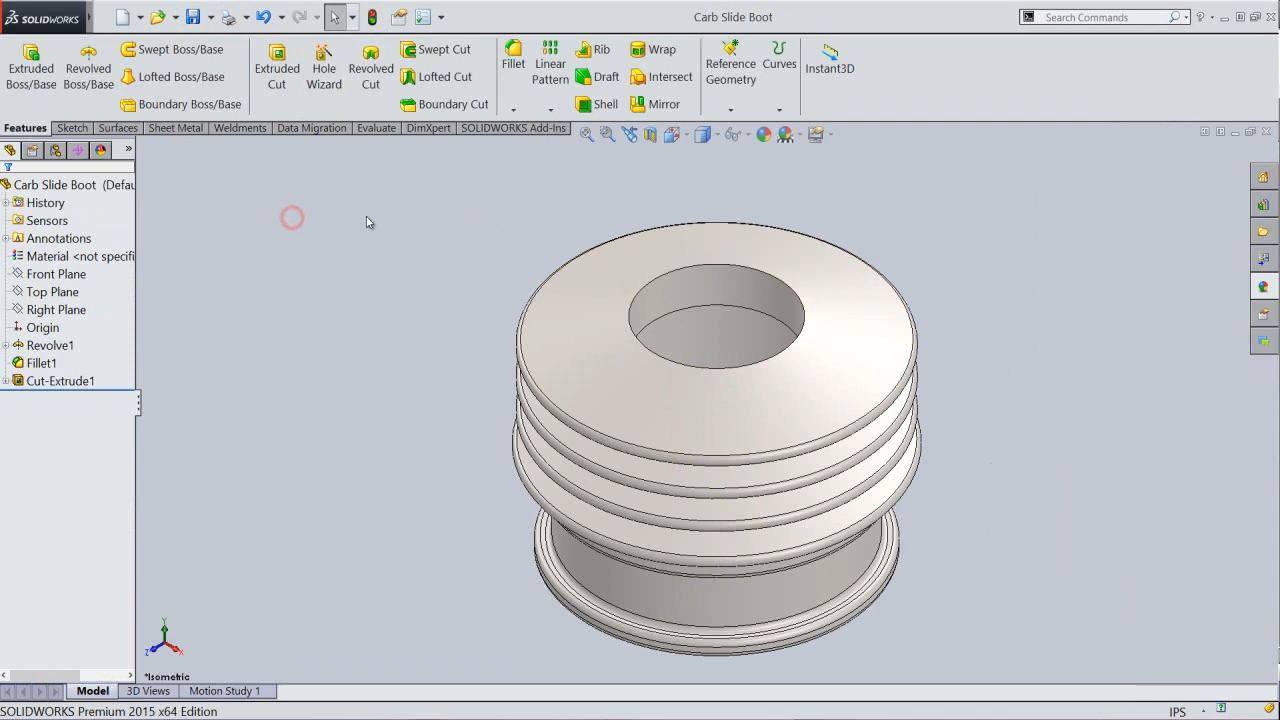 SOLIDWORKS
Carb Slide Boot
Search Commands
Extruded Boss/Base
Revolved Boss/Base
Swept Boss/Base
Lofted Boss/Base
Boundary Boss/Base
Extruded Cut
Hole Wizard
Revolved Cut
Swept Cut
Lofted Cut
Boundary Cut
Fillet
Linear Pattern
Rib
Draft
Shell
Wrap
Intersect
Mirror
Reference Geometry
Curves
Instant3D
Features
Sketch
Surfaces
Sheet Metal
Weldments
Data Migration
Evaluate
DimXpert
SOLIDWORKS Add-Ins
Carb Slide Boot (Defau
History
Sensors
Annotations
Material <not specifi
Front Plane
Top Plane
Right Plane
Origin
Revolve1
Fillet1
Cut-Extrude1
Y
Z
X
*Isometric
Model
3D Views
Motion Study 1
SOLIDWORKS Premium 2015 x64 Edition
IPS